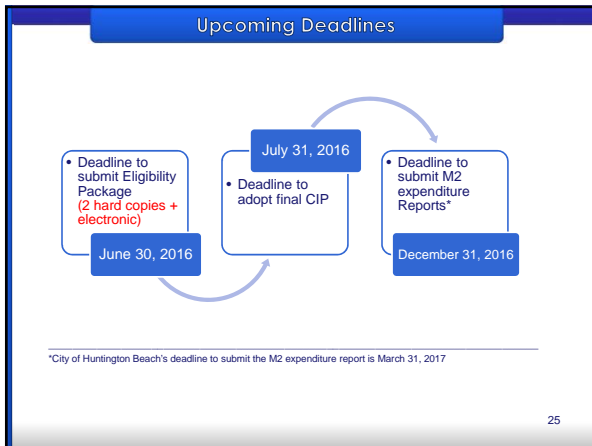 Upcoming Deadlines
• Deadline to
submit Eligibility
Package
(2 hard copies +
electronic)
June 30, 2016
July 31, 2016
• Deadline to
adopt final CIP
• Deadline to
submit M2
expenditure
Reports*
December 31, 2016
*City of Huntington Beach's deadline to submit the M2 expenditure report is March 31, 2017
25